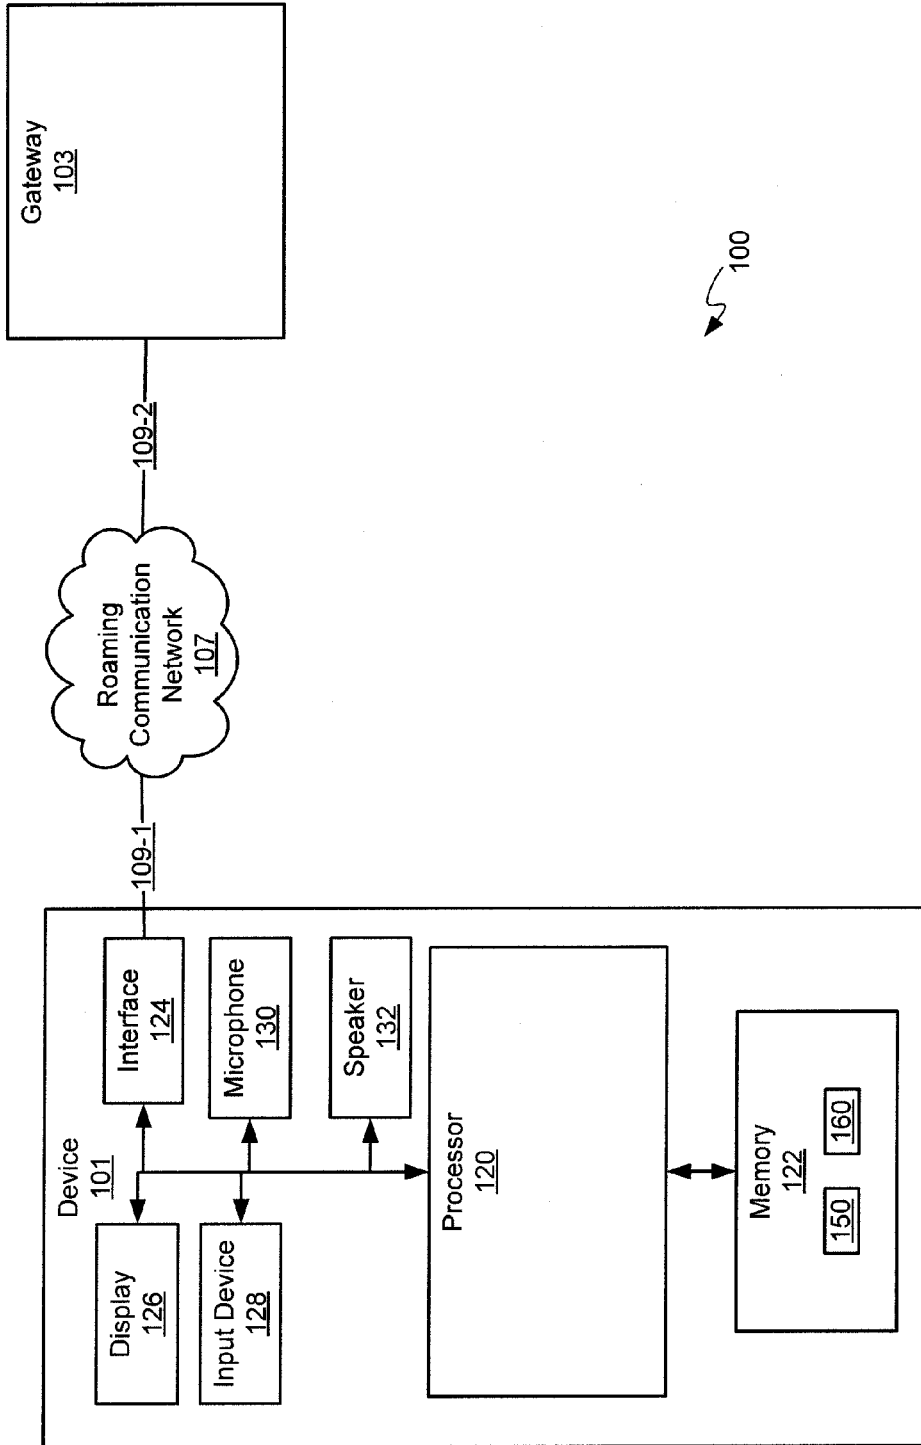 Device
101
Display
126
Interface
124
Input Device
128
Microphone
130
Speaker
132
Processor
120
Memory
122
150
160
109-1
Roaming
Communication
Network
107
109-2
Gateway
103
100